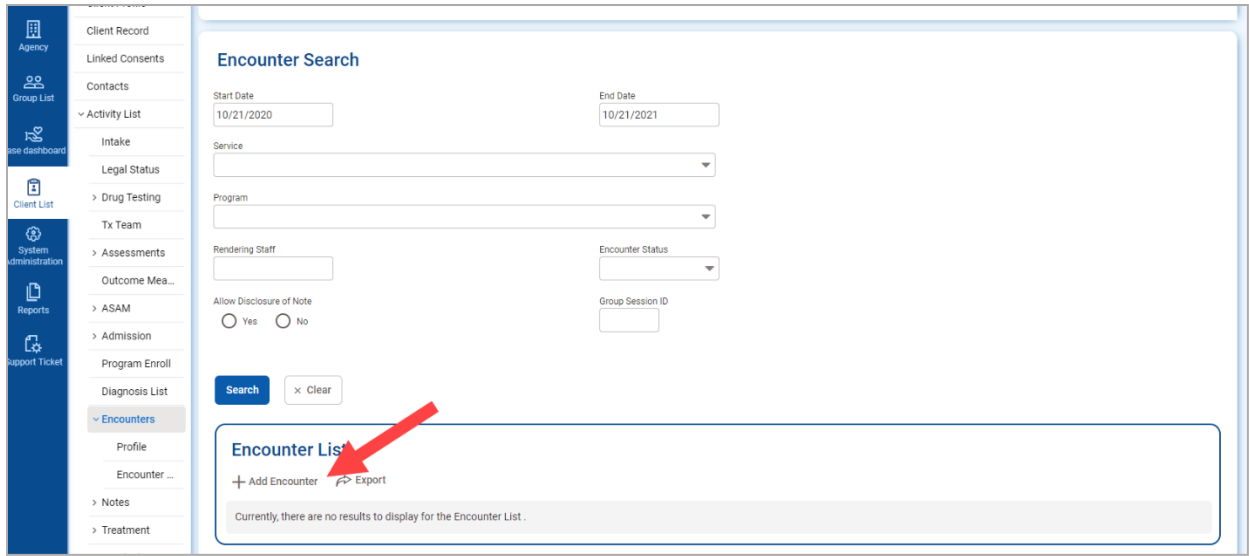 Agency
Group List
ase dashboard
Client List
System
dministration
Reports
Support Ticket
Client Record
Linked Consents
Contacts
Activity List
Intake
Legal Status
Drug Testing
Tx Team
Assessments
Outcome Mea...
ASAM
Admission
Program Enroll
Diagnosis List
Encounters
Profile
Encounter ...
Notes
Treatment
Encounter Search
Start Date
End Date
10/21/2020
10/21/2021
Service
Program
Rendering Staff
Encounter Status
Allow Disclosure of Note
Group Session ID
Yes No
Search × Clear
Encounter List
Add Encounter Export
Currently, there are no results to display for the Encounter List .